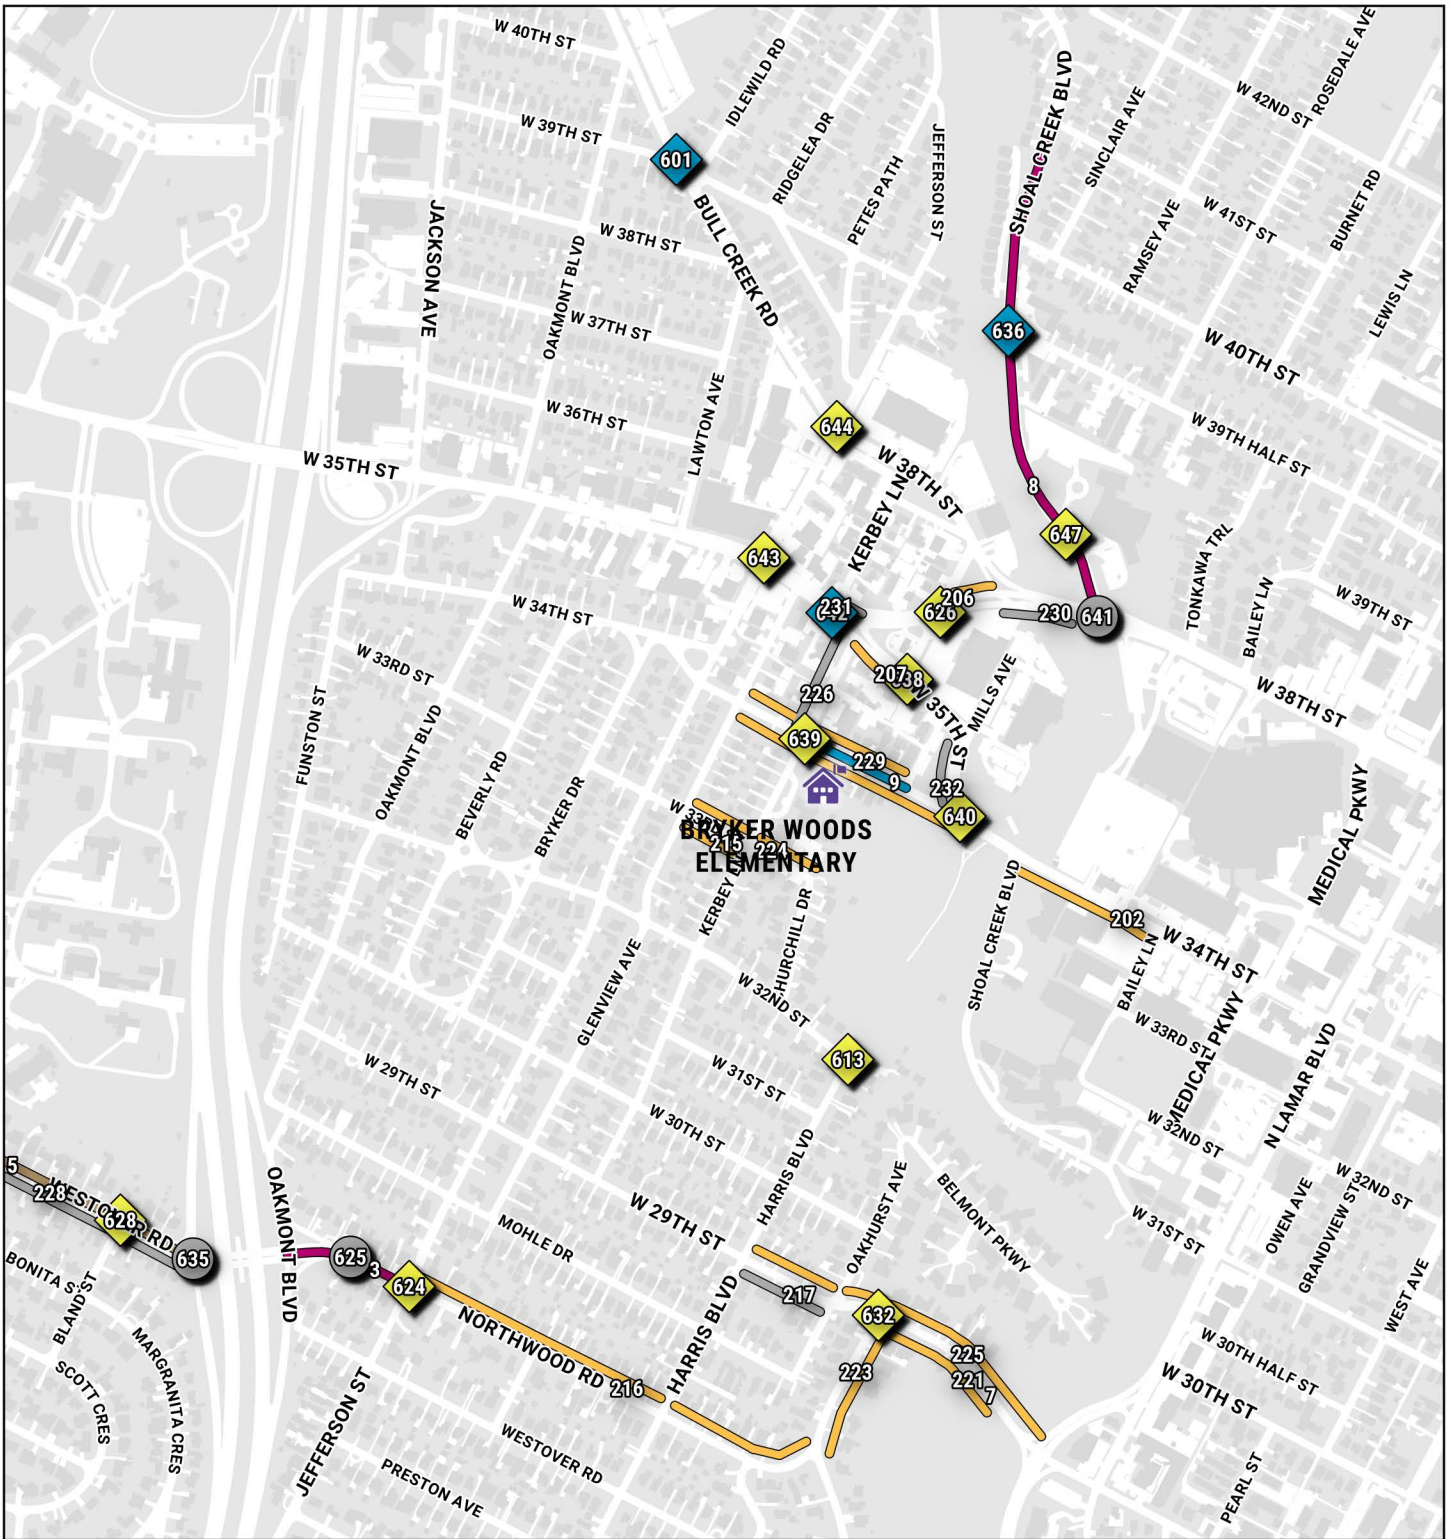 W 40TH ST
IDLEWILD RD
ROSEDALE AVE
W 42ND ST
SHOAL CREEK BLVD
SINCLAIR AVE
W 39TH ST
601
RIDGELEA DR
JEFFERSON ST
PETES PATH
BURNET RD
W 41ST ST
RAMSEY AVE
JACKSON AVE
BULL CREEK RD
W 38TH ST
OAKMONT BLVD
LEWIS LN
W 37TH ST
636
W 40TH ST
W 36TH ST
LAWTON AVE
644
W 39TH HALF ST
W 35TH ST
W 38TH ST
KERBEY LN
8
647
643
TONKAWA TRL
BAILEY LN
W 39TH ST
W 34TH ST
231
206
626
230
641
W 33RD ST
207
638
226
W 35TH ST
MILLS AVE
W 38TH ST
FUNSTON ST
OAKMONT BLVD
BEVERLY RD
BRYKER DR
639
229
9
232
640
MEDICAL PKWY
BRYKER WOODS
ELEMENTARY
215
224
KERBEY LN
CHURCHILL DR
SHOAL CREEK BLVD
202
W 34TH ST
BAILEY LN
GLENVIEW AVE
W 32ND ST
MEDICAL PKWY
W 33RD ST
613
N LAMAR BLVD
W 29TH ST
W 31ST ST
W 30TH ST
W 32ND ST
HARRIS BLVD
OAKHURST AVE
BELMONT PKWY
W 32ND ST
5
228
WESTOVER RD
628
635
OAKMONT BLVD
W 29TH ST
MOHLE DR
W 31ST ST
OWEN AVE
GRANDVIEW ST
WEST AVE
BONITA ST
BLAND ST
625
3
624
217
HARRIS BLVD
632
225
221
7
223
NORTHWOOD RD
216
MARGRANITA CRES
SCOTT CRES
JEFFERSON ST
W 30TH HALF ST
W 30TH ST
WESTOVER RD
PRESTON AVE
PEARL ST